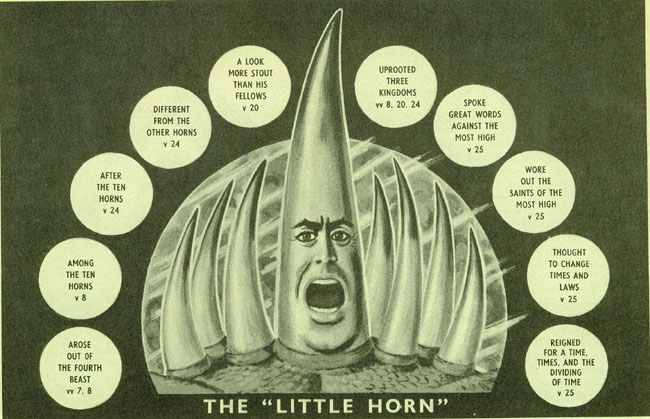 A LOOK
MORE STOUT
THAN HIS
FELLOWS
v 20
UPROOTED
THREE
KINGDOMS
vv 8, 20, 24
DIFFERENT
FROM THE
OTHER HORNS
v 24
SPOKE
GREAT WORDS
AGAINST THE
MOST HIGH
v 25
AFTER
THE TEN
HORNS
v 24
WORE
OUT THE
SAINTS OF THE
MOST HIGH
v 25
AMONG
THE TEN
HORNS
v 8
THOUGHT
TO CHANGE
TIMES AND
LAWS
v 25
AROSE
OUT OF
THE FOURTH
BEAST
vv 7, 8
REIGNED
FOR A TIME,
TIMES, AND THE
DIVIDING
OF TIME
v 25
THE "LITTLE HORN"